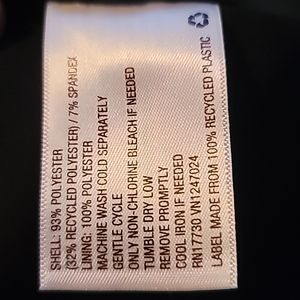 SHELL: 93% POLYESTER
(32% RECYCLED POLYESTER) / 7% SPANDEX
LINING: 100% POLYESTER
MACHINE WASH COLD SEPARATELY
GENTLE CYCLE
ONLY NON-CHLORINE BLEACH IF NEEDED
TUMBLE DRY LOW
REMOVE PROMPTLY
COOL IRON IF NEEDED
RN17730 VN1247024
LABEL MADE FROM 100% RECYCLED PLASTIC